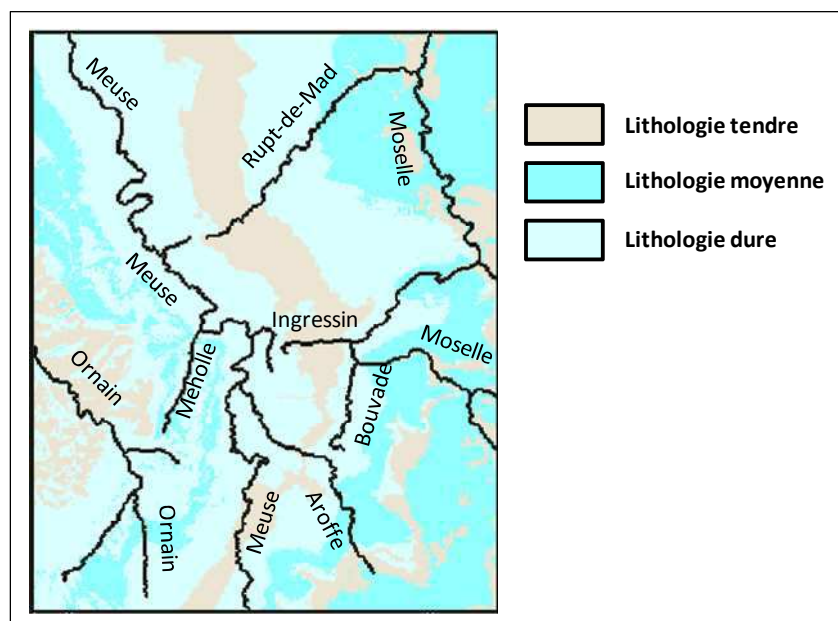 Meuse
Rupt-de-Mad
Moselle
Meuse
Ingressin
Moselle
Ornain
Meholle
Bouvade
Ornain
Meuse
Aroffe
Lithologie tendre
Lithologie moyenne
Lithologie dure